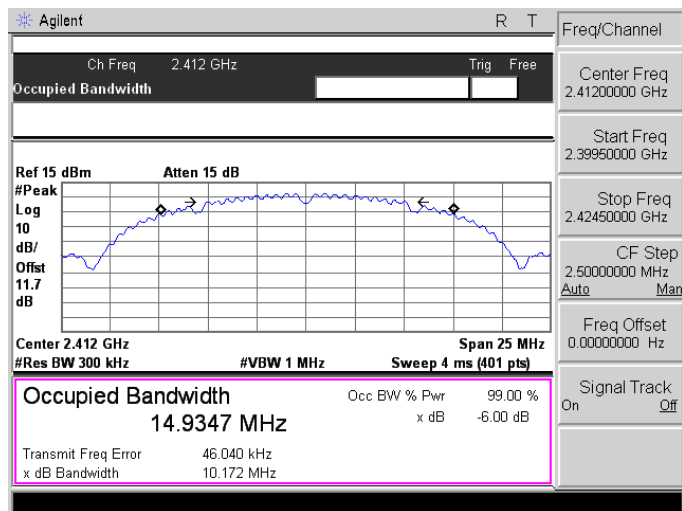 Agilent
R T
Freq/Channel
Ch Freq 2.412 GHz
Trig Free
Occupied Bandwidth
Center Freq
2.41200000 GHz
Start Freq
2.39950000 GHz
Ref 15 dBm Atten 15 dB
#Peak
Log
10
dB/
Offst
11.7
dB
Stop Freq
2.42450000 GHz
CF Step
2.50000000 MHz
Auto Man
Center 2.412 GHz Span 25 MHz
#Res BW 300 kHz #VBW 1 MHz Sweep 4 ms (401 pts)
Freq Offset
0.00000000 Hz
Occupied Bandwidth
14.9347 MHz
Occ BW % Pwr 99.00 %
x dB -6.00 dB
Transmit Freq Error 46.040 kHz
x dB Bandwidth 10.172 MHz
Signal Track
On Off